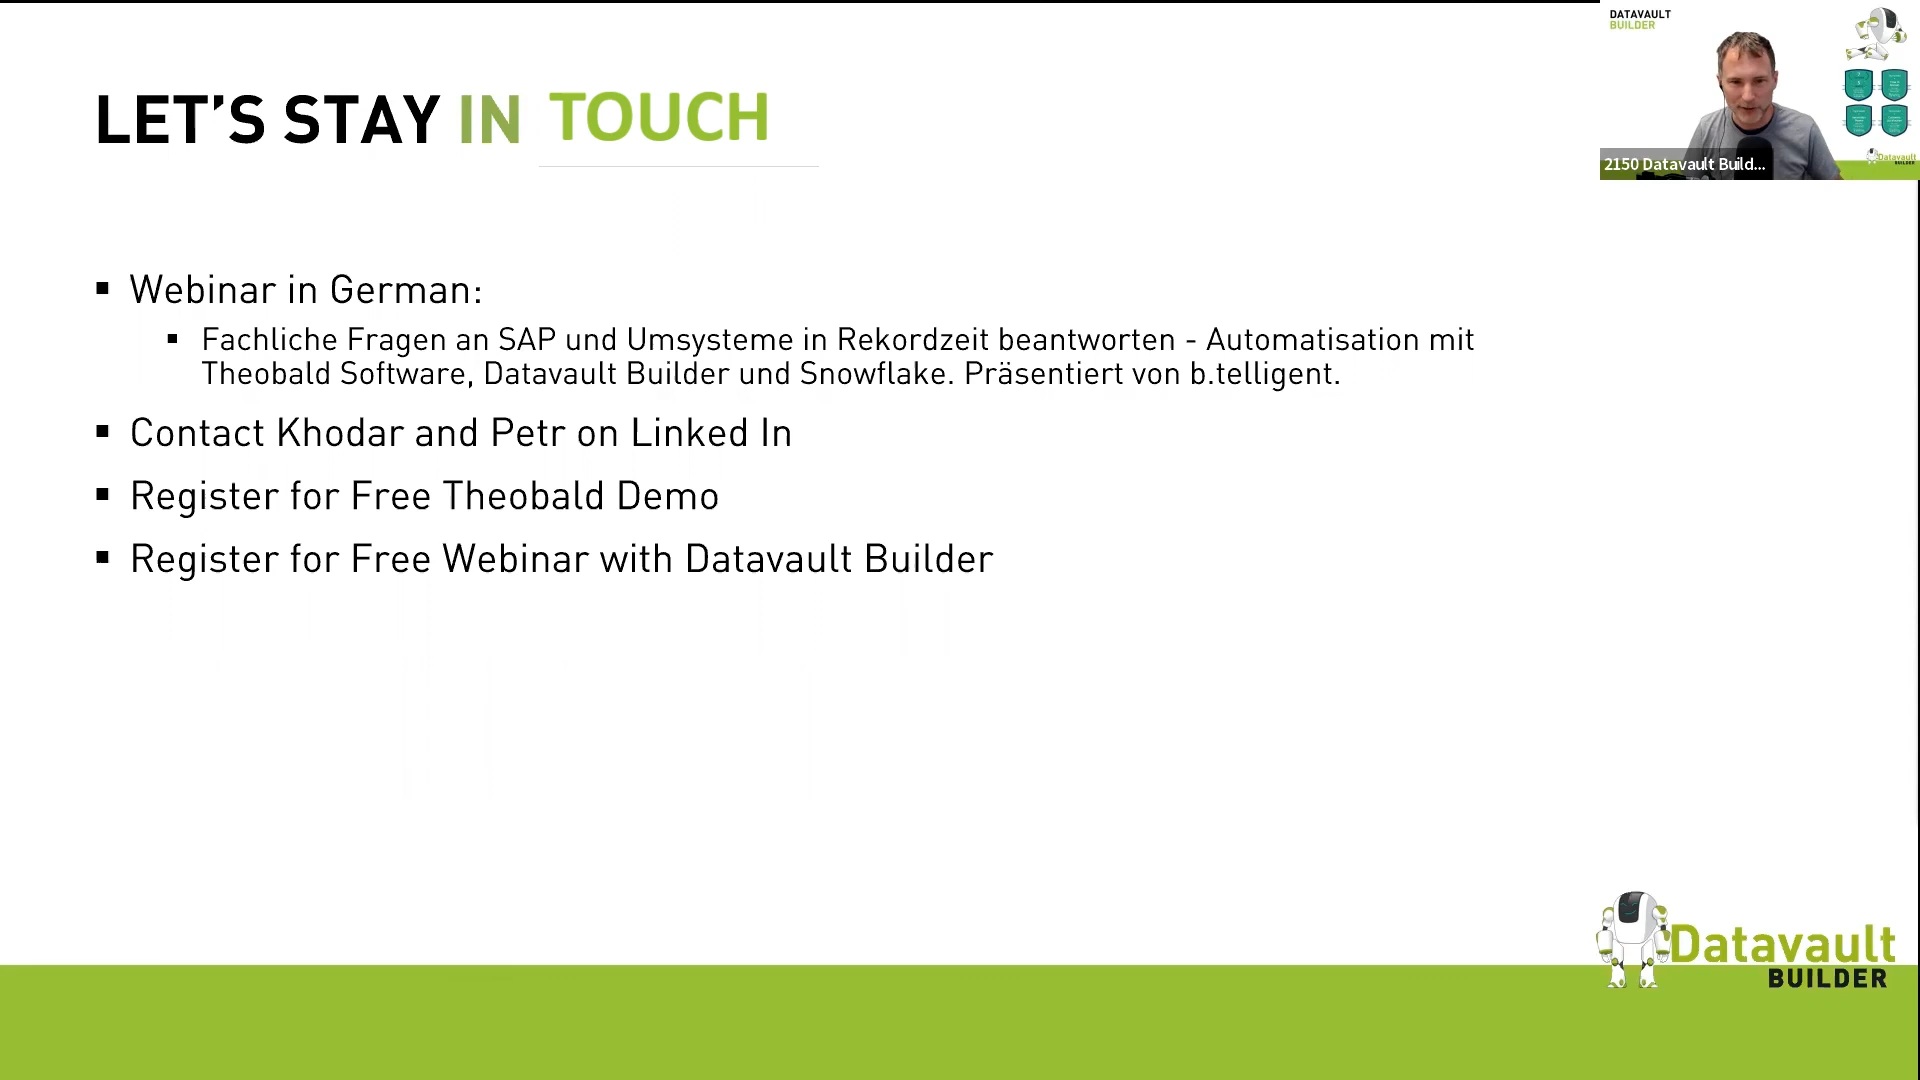 LET’S STAY IN TOUCH
DATAVAULT
BUILDER
2150 Datavault Build...
Datavault
BUILDER
▪ Webinar in German:
▪ Fachliche Fragen an SAP und Umsysteme in Rekordzeit beantworten - Automatisation mit
Theobald Software, Datavault Builder und Snowflake. Präsentiert von b.telligent.
▪ Contact Khodar and Petr on Linked In
▪ Register for Free Theobald Demo
▪ Register for Free Webinar with Datavault Builder
Datavault
BUILDER